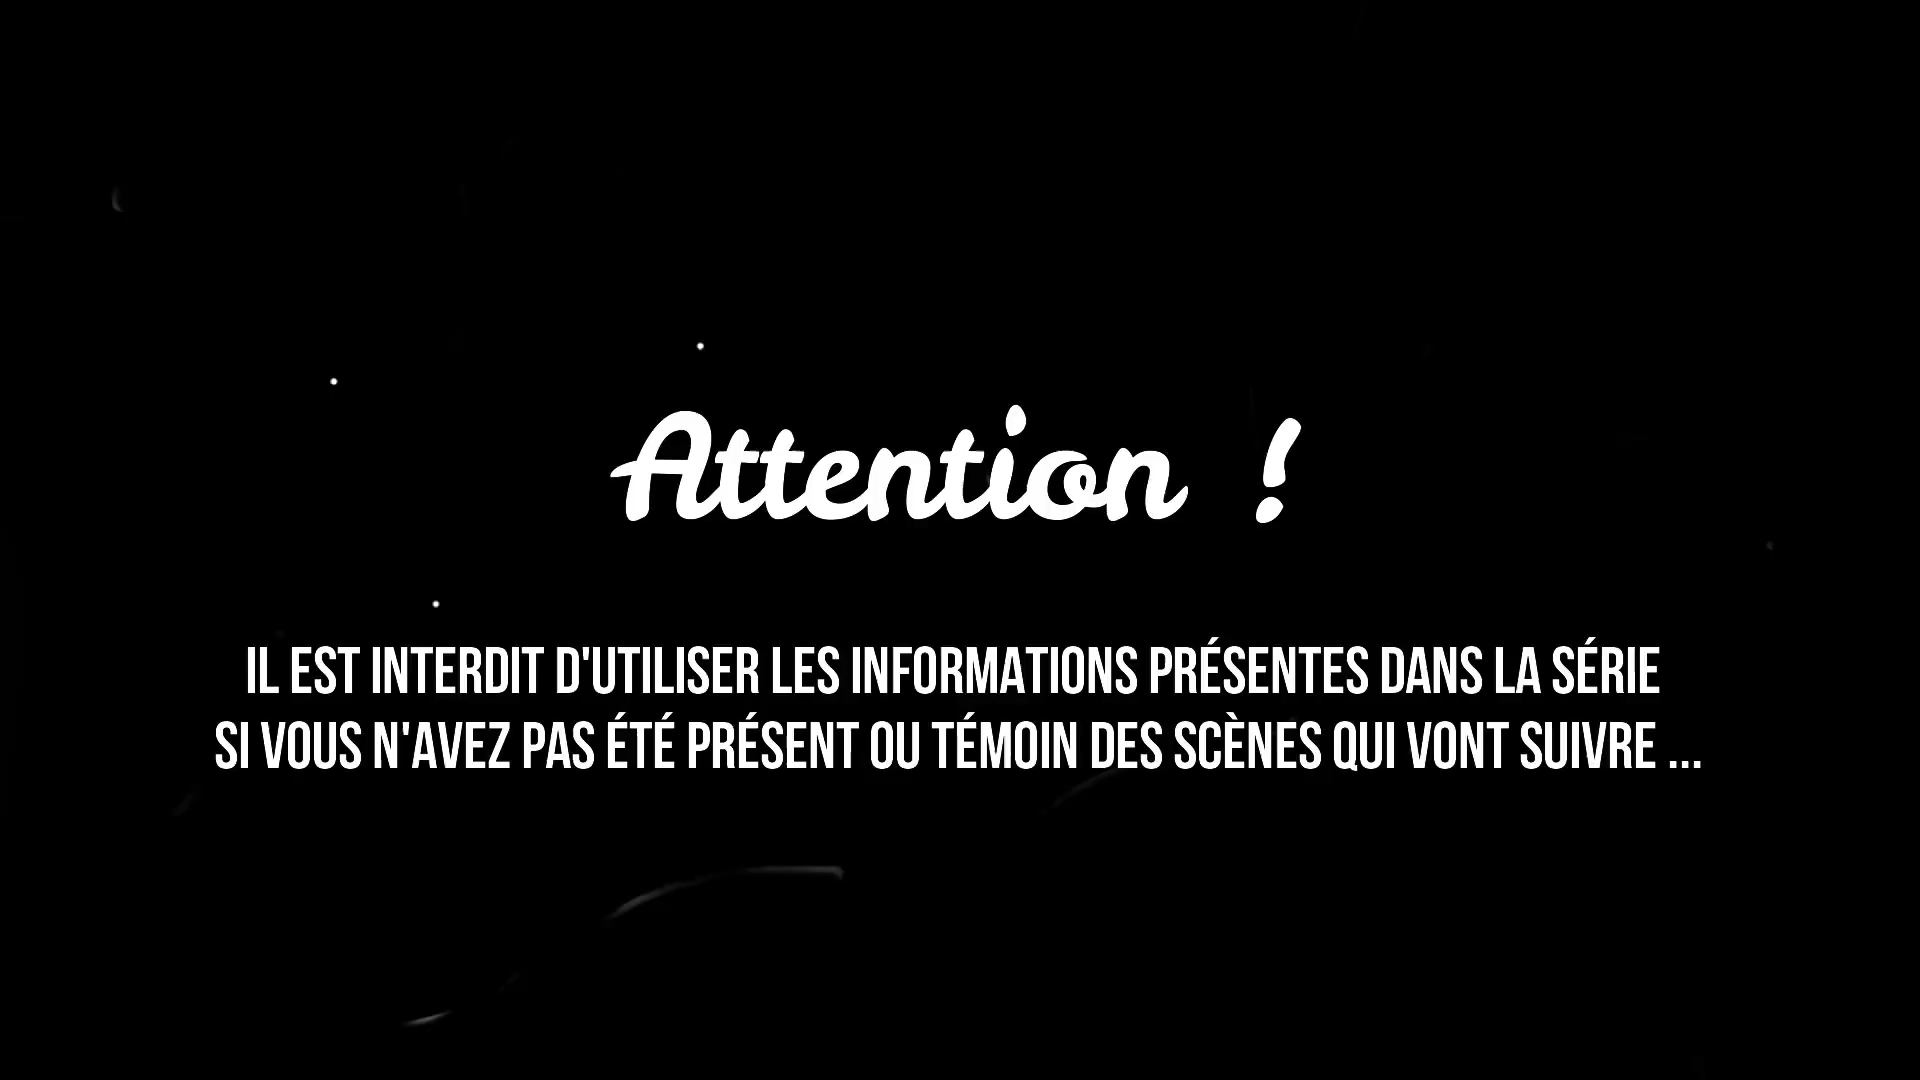 Attention !
IL EST INTERDIT D'UTILISER LES INFORMATIONS PRÉSENTES DANS LA SÉRIE
SI VOUS N'AVEZ PAS ÉTÉ PRÉSENT OU TÉMOIN DES SCÈNES QUI VONT SUIVRE ...